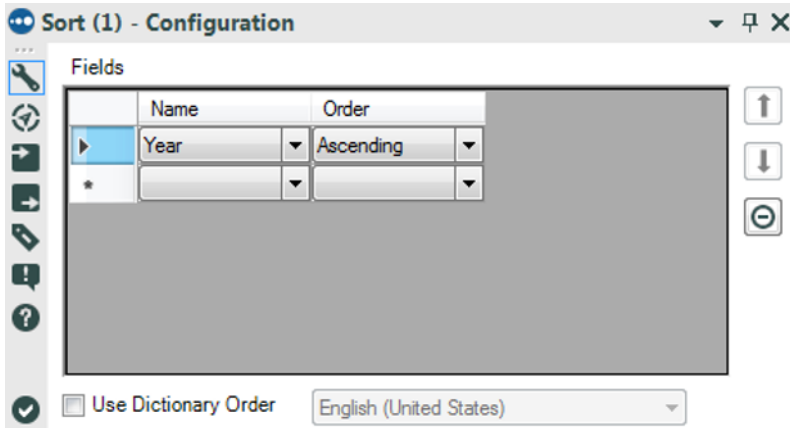 Sort (1) - Configuration
Fields
Name Order
Year Ascending
*
Use Dictionary Order English (United States)